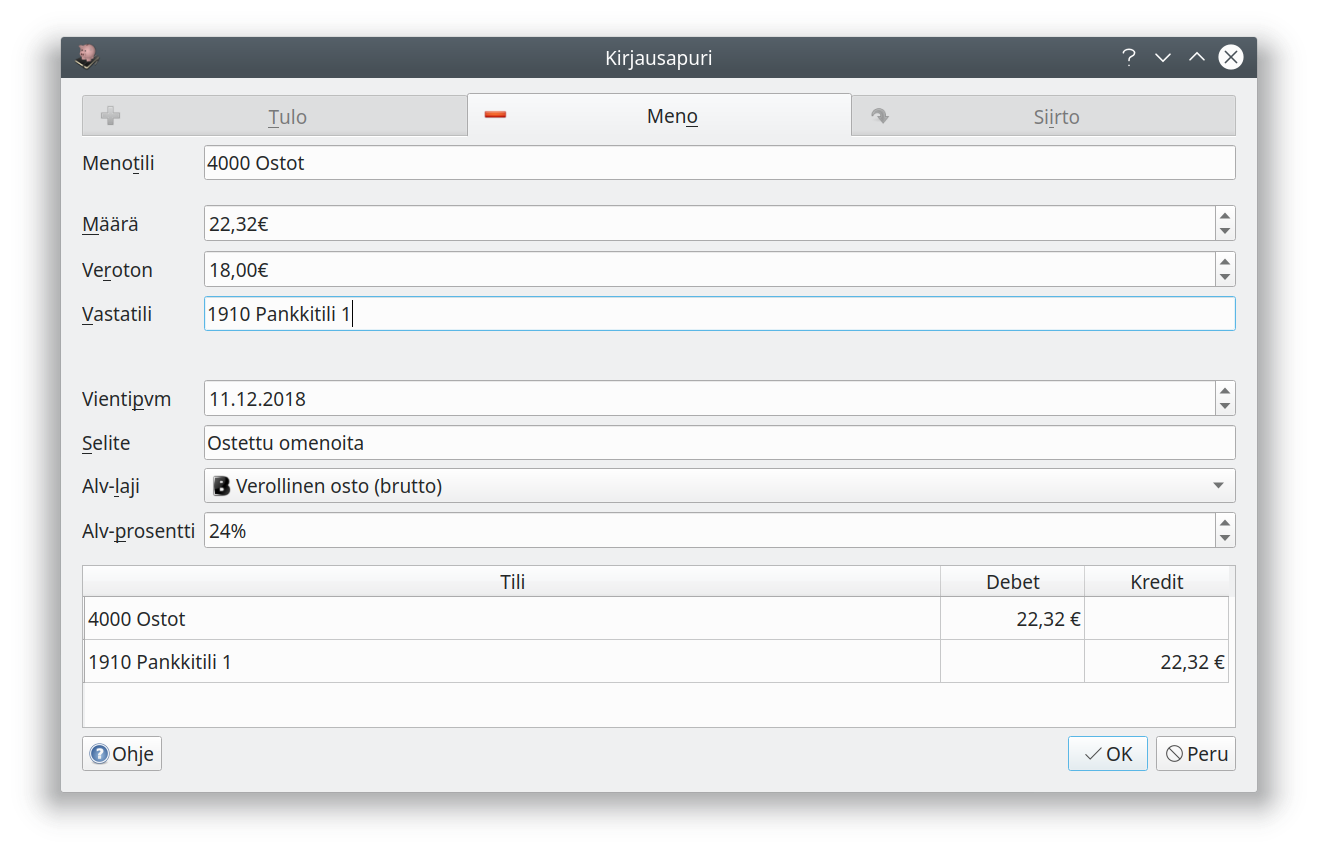 Kirjausapuri
Tulo Meno Siirto
Menotili 4000 Ostot
Määrä 22,32€
Veroton 18,00€
Vastatili 1910 Pankkitili 1
Vientipvm 11.12.2018
Selite Ostettu omenoita
Alv-laji B Verollinen osto (brutto)
Alv-prosentti 24%
Tili Debet Kredit
4000 Ostot 22,32 €
1910 Pankkitili 1 22,32 €
? Ohje OK Peru